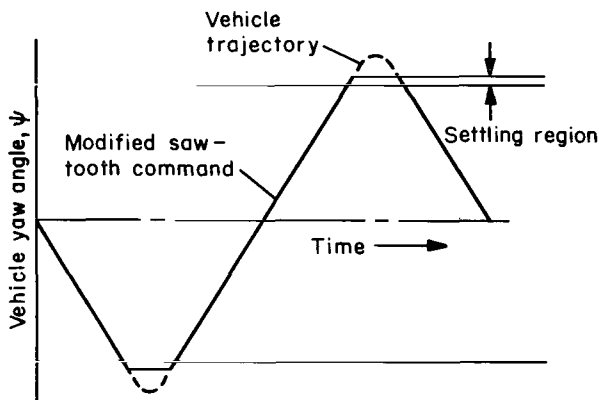 Vehicle
trajectory
Settling region
Modified saw-
tooth command
Time
Vehicle yaw angle, ψ